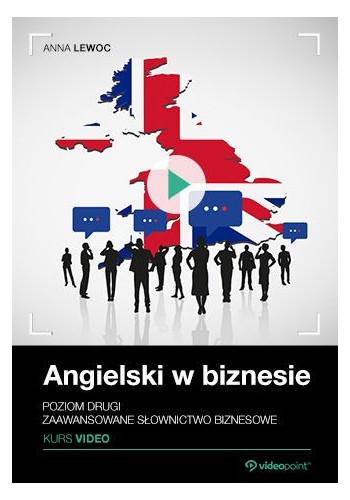 ANNA LEWOC
Angielski w biznesie
POZIOM DRUGI
ZAAWANSOWANE SŁOWNICTWO BIZNESOWE
KURS VIDEO
videopoint